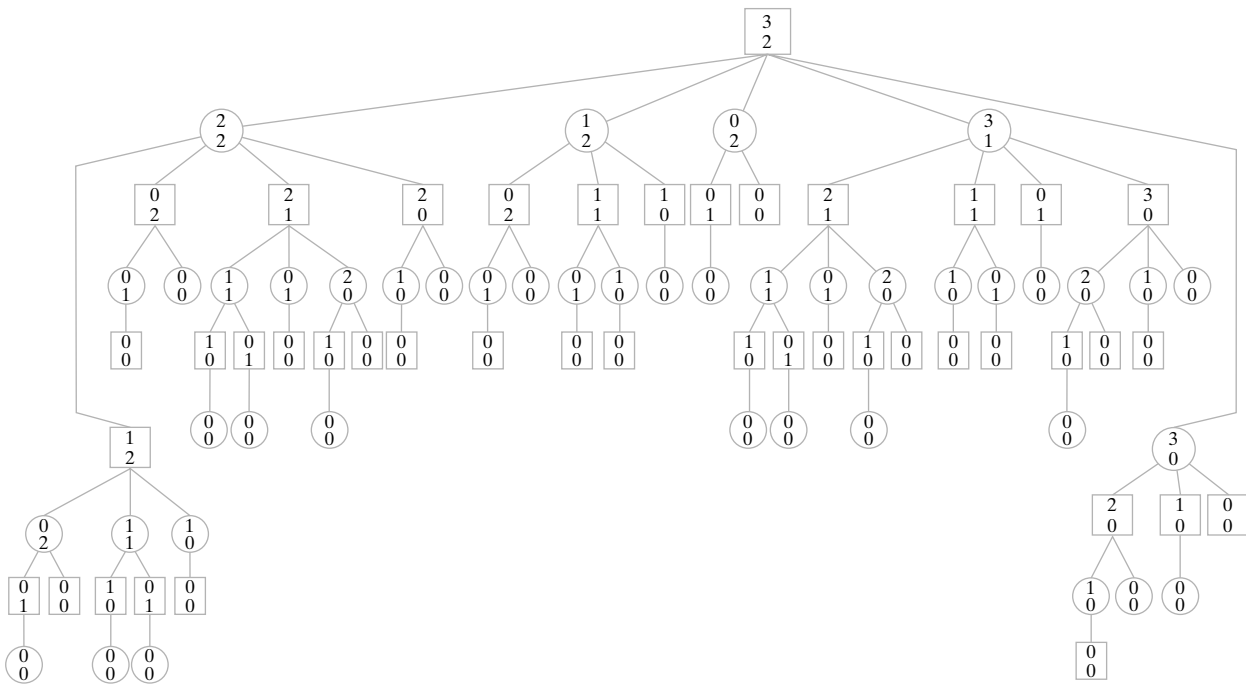 3
2
2 1 0 3
2 2 2 1
0 2 2 0 1 1 0 0 2 1 0 3
2 1 0 2 1 0 1 0 1 1 1 0
0 0 1 0 2 1 0 0 0 0 1 0 0 1 0 2 1 0 0 2 1 0
1 0 1 1 0 0 0 1 0 1 0 0 0 1 1 0 0 1 0 0 0 0
0 1 0 0 1 0 0 0 0 0 1 0 0 1 0 0 0 1 0 0
0 0 1 0 0 0 0 0 0 0 0 1 0 0 0 0 0 0 0 0
0 0 0 0 0 0 0
0 0 0 0 0 0 0
1 3
2 0
2 1 0
0 0 0
0 1 1
2 1 0
0 0 1 0 0 1 0 0
1 0 0 1 0 0 0 0
0 0 0 0
0 0 0 0